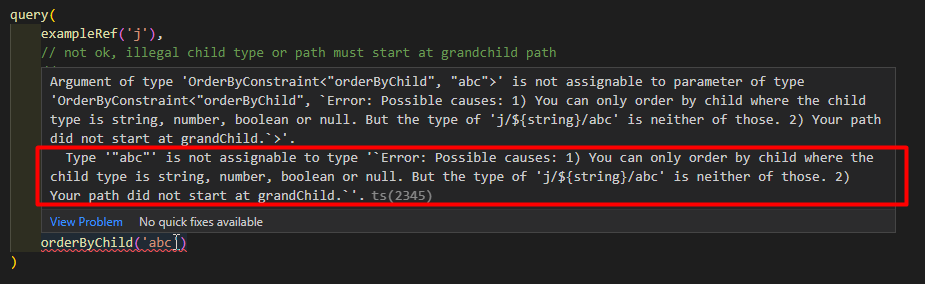 query(
exampleRef('j'),
// not ok, illegal child type or path must start at grandchild path
Argument of type 'OrderByConstraint<"orderByChild", "abc">' is not assignable to parameter of type
'OrderByConstraint<"orderByChild", `Error: Possible causes: 1) You can only order by child where the child
type is string, number, boolean or null. But the type of 'j/${string}/abc' is neither of those. 2) Your path
did not start at grandChild.`>'.
Type '"abc"' is not assignable to type '`Error: Possible causes: 1) You can only order by child where the
child type is string, number, boolean or null. But the type of 'j/${string}/abc' is neither of those. 2)
Your path did not start at grandChild.`'. ts(2345)
View Problem No quick fixes available
orderByChild('abc')
)